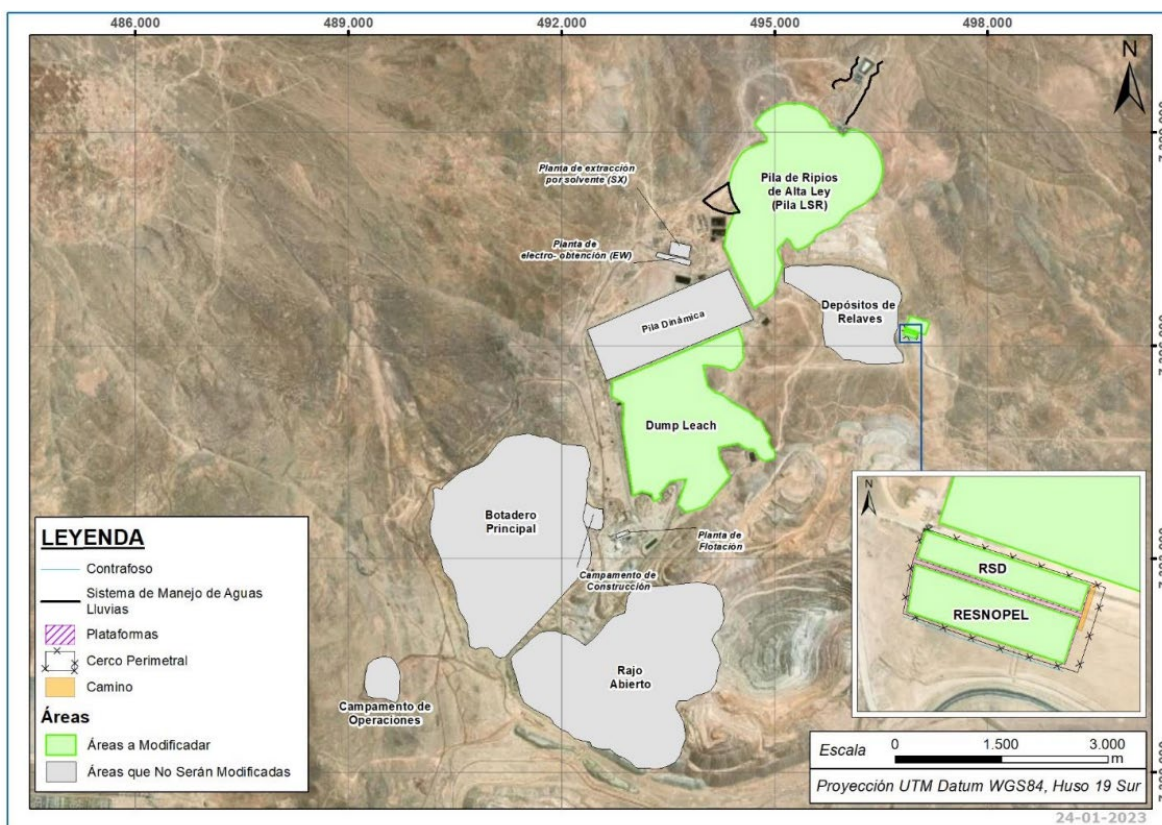 486.000
489.000
492.000
495.000
498.000
N
Planta de extracción
por solvente (SX)
Pila de Ripios
de Alta Ley
(Pila LSR)
Planta de
electro- obtención (EW)
Depósitos de
Relaves
Pila Dinámica
Dump Leach
Botadero
Principal
Planta de
Flotación
Campamento de
Construcción
Rajo
Abierto
Campamento de
Operaciones
N
RSD
RESNOPEL
LEYENDA
Contrafoso
Sistema de Manejo de Aguas
Lluvias
Plataformas
Cerco Perimetral
Camino
Áreas
Áreas a Modificadar
Áreas que No Serán Modificadas
Escala
0 1.500 3.000
m
Proyección UTM Datum WGS84, Huso 19 Sur
24-01-2023